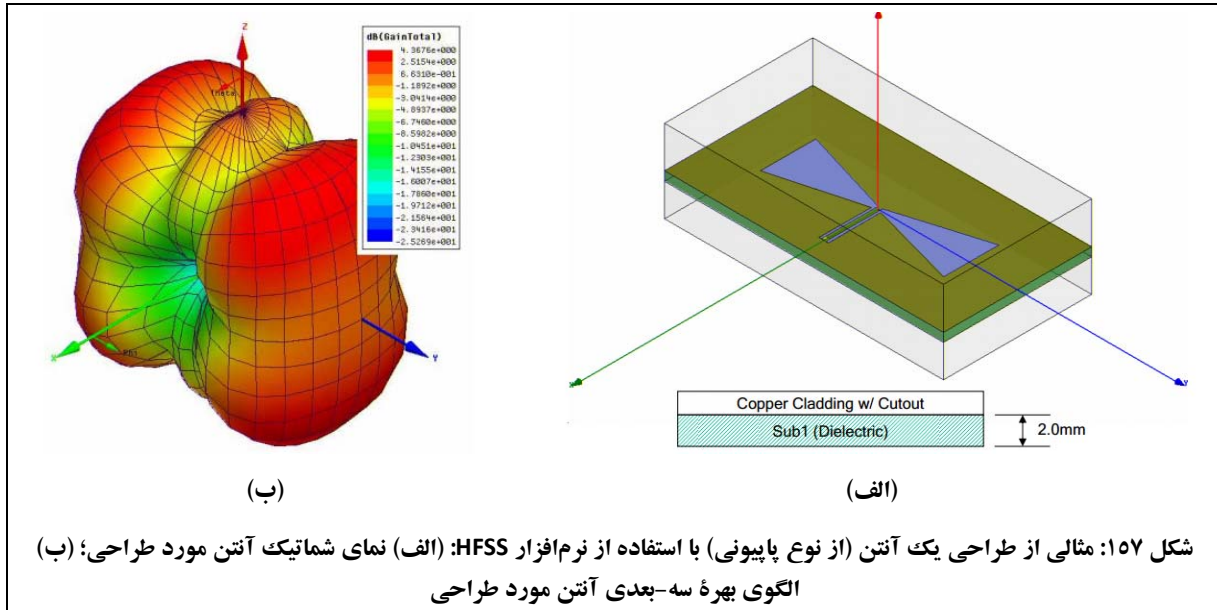 dB(GainTotal)
4.3676e+000
2.5154e+000
6.6310e-001
-1.1892e+000
-3.0414e+000
-4.8937e+000
-6.7460e+000
-8.5982e+000
-1.0451e+001
-1.2303e+001
-1.4155e+001
-1.6007e+001
-1.7860e+001
-1.9712e+001
-2.1564e+001
-2.3416e+001
-2.5269e+001
Z
Theta
X
Phi
Y
x
Y
Copper Cladding w/ Cutout
Sub1 (Dielectric)
2.0mm
(الف)
(ب)
شکل ۱۵۷: مثالی از طراحی یک آنتن (از نوع پاپیونی) با استفاده از نرم‌افزار HFSS: (الف) نمای شماتیک آنتن مورد طراحی؛ (ب)
الگوی بهرهٔ سه-بعدی آنتن مورد طراحی